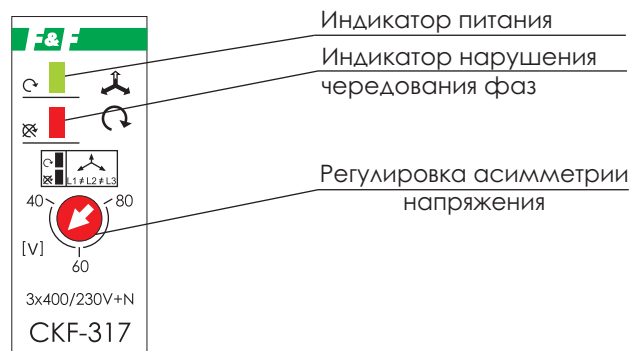 F&F
Индикатор питания
Индикатор нарушения
чередования фаз
L1≠L2≠L3
Регулировка асимметрии
напряжения
40 80
[V]
60
3x400/230V+N
CKF-317